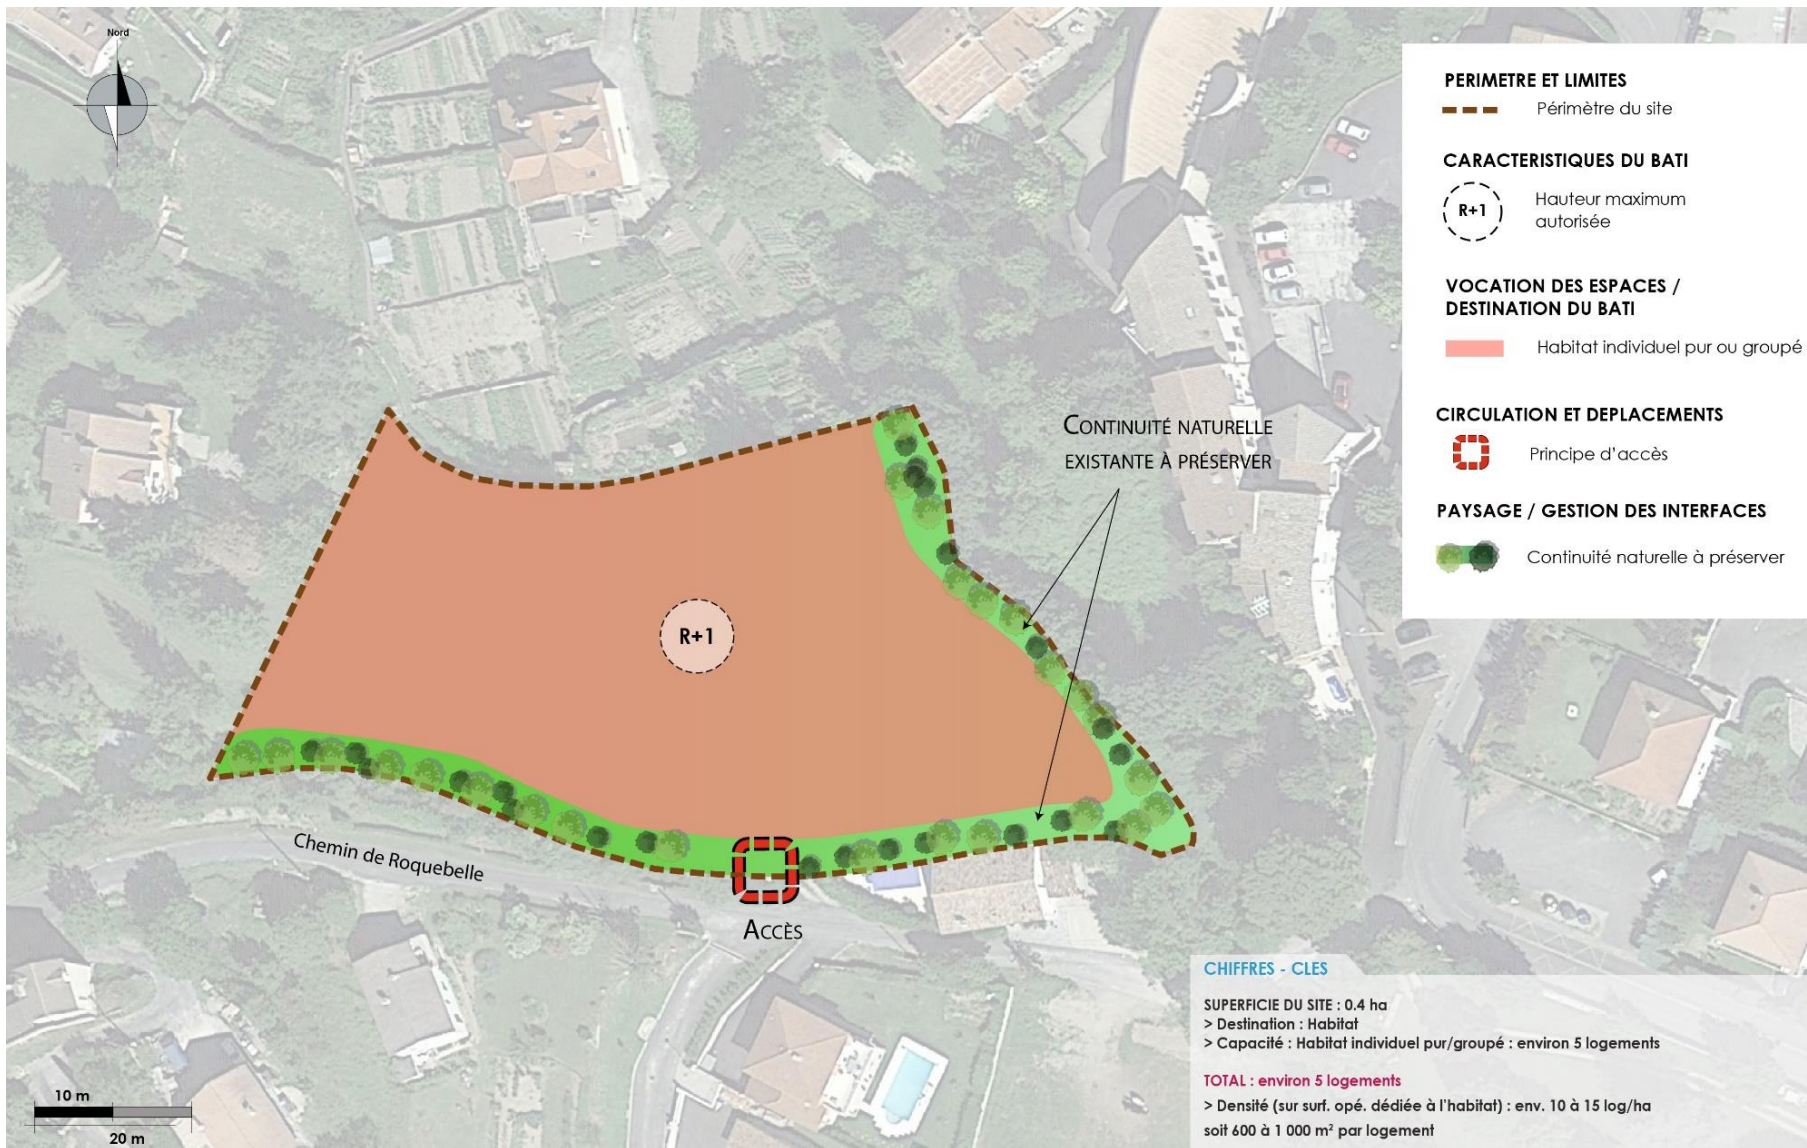 Nord
PERIMETRE ET LIMITES
Périmètre du site
CARACTERISTIQUES DU BATI
R+1
Hauteur maximum
autorisée
VOCATION DES ESPACES /
DESTINATION DU BATI
Habitat individuel pur ou groupé
CIRCULATION ET DEPLACEMENTS
Principe d'accès
PAYSAGE / GESTION DES INTERFACES
Continuité naturelle à préserver
CONTINUITÉ NATURELLE
EXISTANTE À PRÉSERVER
R+1
Chemin de Roquebelle
ACCÈS
CHIFFRES - CLES
SUPERFICIE DU SITE : 0.4 ha
> Destination : Habitat
> Capacité : Habitat individuel pur/groupé : environ 5 logements
TOTAL : environ 5 logements
> Densité (sur surf. opé. dédiée à l'habitat) : env. 10 à 15 log/ha
soit 600 à 1 000 m² par logement
10 m
20 m